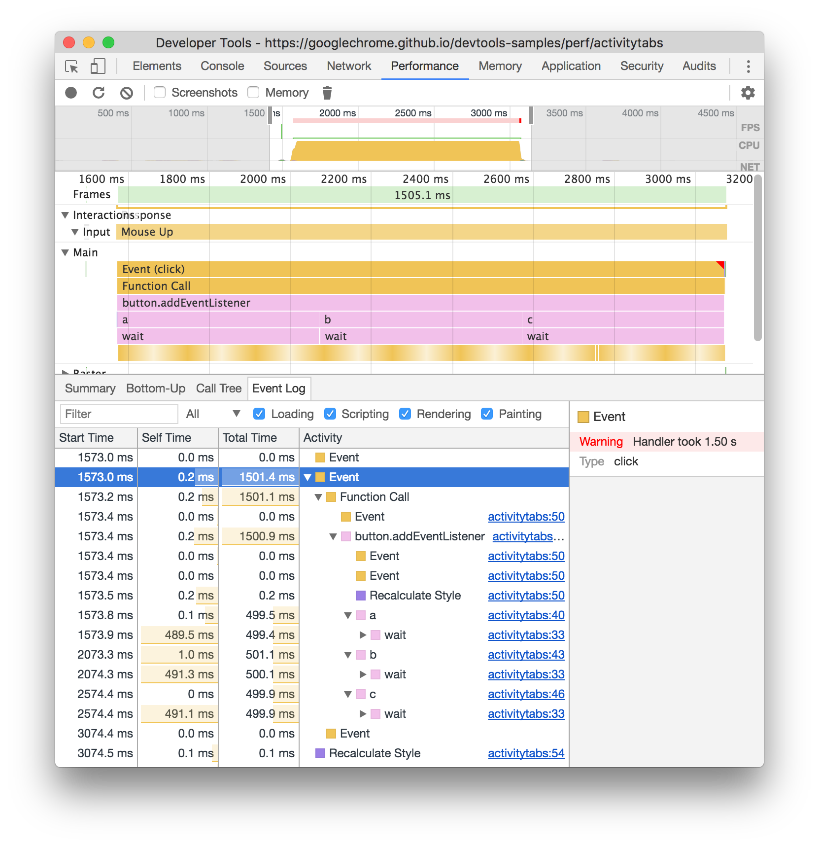 Developer Tools - https://googlechrome.github.io/devtools-samples/perf/activitytabs
Elements Console Sources Network Performance Memory Application Security Audits
Screenshots Memory
500 ms 1000 ms 1500 ms 2000 ms 2500 ms 3000 ms 3500 ms 4000 ms 4500 ms
FPS
CPU
NET
1600 ms 1800 ms 2000 ms 2200 ms 2400 ms 2600 ms 2800 ms 3000 ms 3200
Frames 1505.1 ms
Interactions
Input Mouse Up
Main
Event (click)
Function Call
button.addEventListener
a b c
wait wait wait
Raster
Summary Bottom-Up Call Tree Event Log
Filter All Loading Scripting Rendering Painting
Start Time Self Time Total Time Activity
1573.0 ms 0.0 ms 0.0 ms Event
1573.0 ms 0.2 ms 1501.4 ms Event
1573.2 ms 0.2 ms 1501.1 ms Function Call
1573.4 ms 0.0 ms 0.0 ms Event activitytabs:50
1573.4 ms 0.2 ms 1500.9 ms button.addEventListener activitytabs…
1573.4 ms 0.0 ms 0.0 ms Event activitytabs:50
1573.4 ms 0.0 ms 0.0 ms Event activitytabs:50
1573.5 ms 0.2 ms 0.2 ms Recalculate Style activitytabs:50
1573.8 ms 0.1 ms 499.5 ms a activitytabs:40
1573.9 ms 489.5 ms 499.4 ms wait activitytabs:33
2073.3 ms 1.0 ms 501.1 ms b activitytabs:43
2074.3 ms 491.3 ms 500.1 ms wait activitytabs:33
2574.4 ms 0 ms 499.9 ms c activitytabs:46
2574.4 ms 491.1 ms 499.9 ms wait activitytabs:33
3074.4 ms 0.0 ms 0.0 ms Event
3074.5 ms 0.1 ms 0.1 ms Recalculate Style activitytabs:54
Event
Warning Handler took 1.50 s
Type click